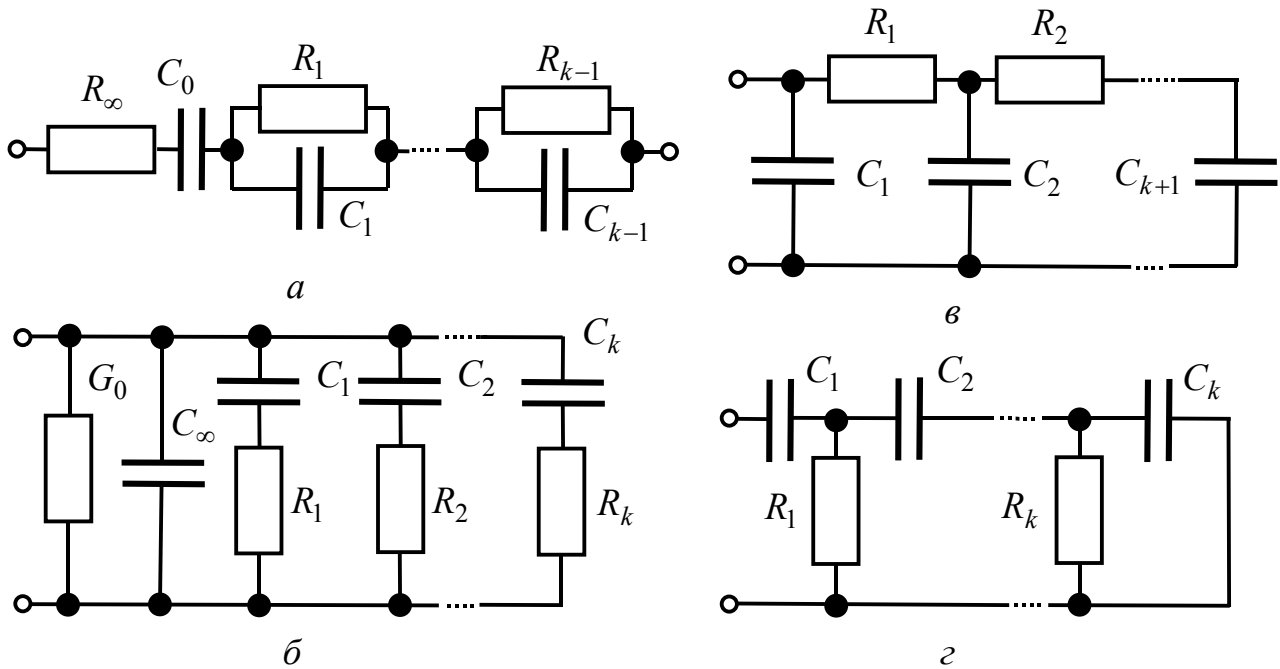 R∞ C₀ R₁ Rₖ₋₁
C₁ Cₖ₋₁
а
R₁ R₂
C₁ C₂ Cₖ₊₁
в
G₀ C∞ C₁ C₂ Cₖ
R₁ R₂ Rₖ
б
C₁ C₂ Cₖ
R₁ Rₖ
г